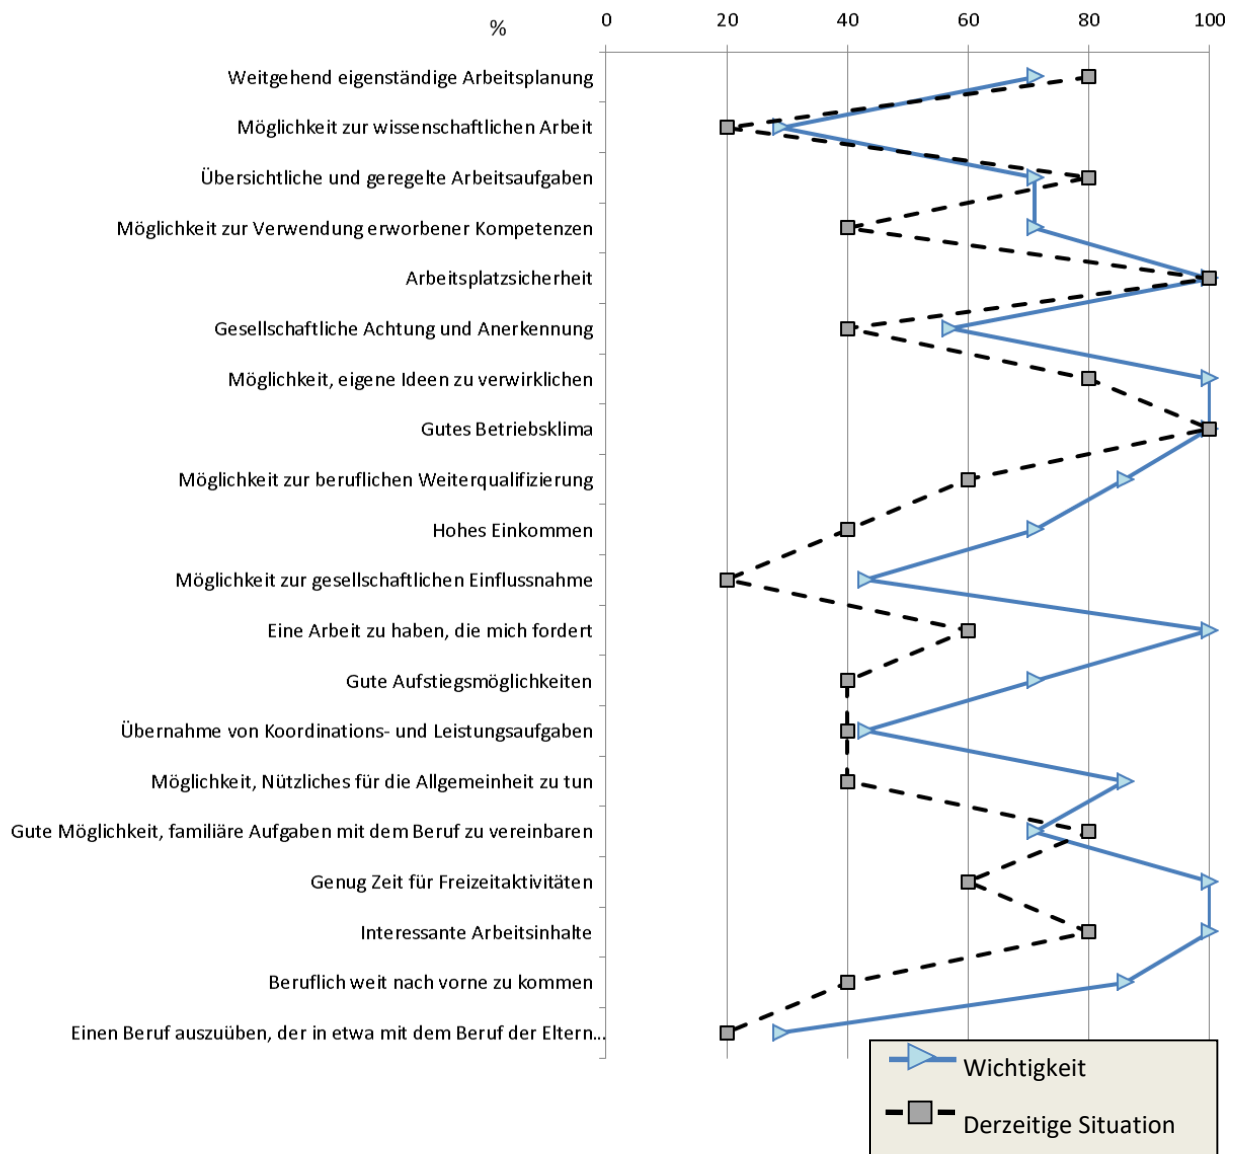 % 0 20 40 60 80 100
Weitgehend eigenständige Arbeitsplanung
Möglichkeit zur wissenschaftlichen Arbeit
Übersichtliche und geregelte Arbeitsaufgaben
Möglichkeit zur Verwendung erworbener Kompetenzen
Arbeitsplatzsicherheit
Gesellschaftliche Achtung und Anerkennung
Möglichkeit, eigene Ideen zu verwirklichen
Gutes Betriebsklima
Möglichkeit zur beruflichen Weiterqualifizierung
Hohes Einkommen
Möglichkeit zur gesellschaftlichen Einflussnahme
Eine Arbeit zu haben, die mich fordert
Gute Aufstiegsmöglichkeiten
Übernahme von Koordinations- und Leistungsaufgaben
Möglichkeit, Nützliches für die Allgemeinheit zu tun
Gute Möglichkeit, familiäre Aufgaben mit dem Beruf zu vereinbaren
Genug Zeit für Freizeitaktivitäten
Interessante Arbeitsinhalte
Beruflich weit nach vorne zu kommen
Einen Beruf auszuüben, der in etwa mit dem Beruf der Eltern...
Wichtigkeit
Derzeitige Situation